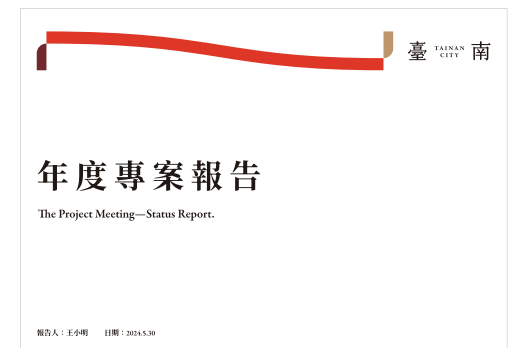 臺 TAINAN CITY 南
年度專案報告
The Project Meeting—Status Report.
報告人：王小明 日期：2024.5.30